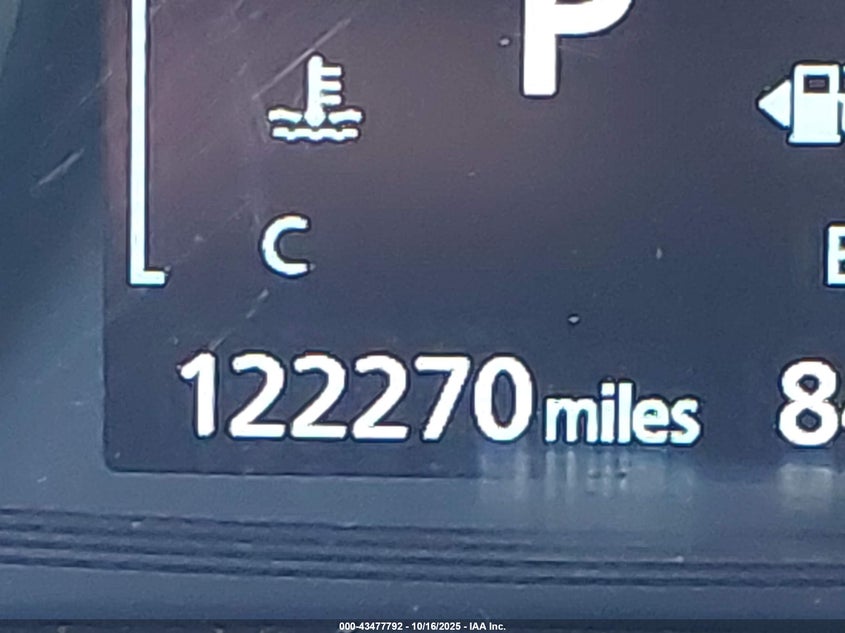 P
C
122270 miles
000-43477792 - 10/16/2025 - IAA Inc.